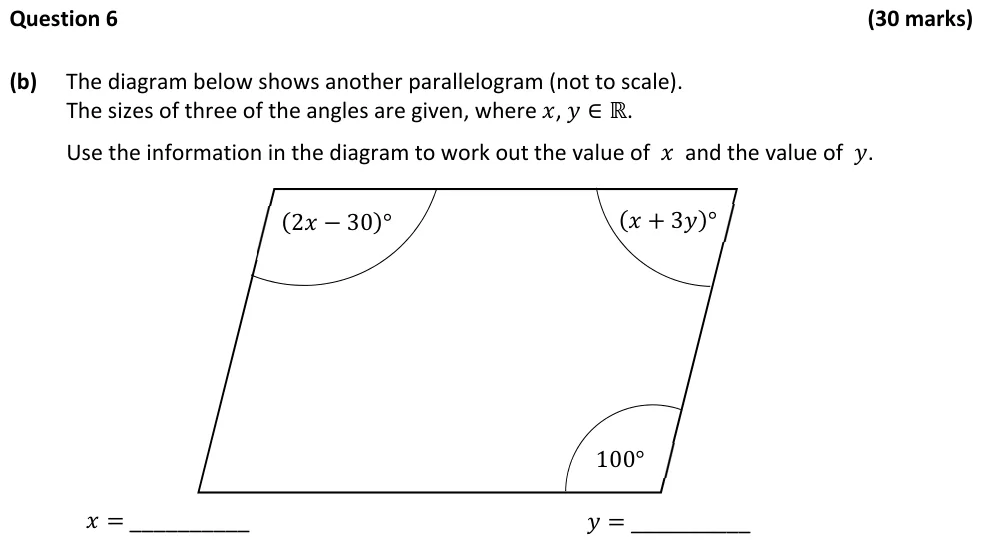 Question 6 (30 marks)
(b) The diagram below shows another parallelogram (not to scale).
The sizes of three of the angles are given, where x, y ∈ ℝ.
Use the information in the diagram to work out the value of x and the value of y.
(2x − 30)° (x + 3y)°
100°
x = __________ y = __________